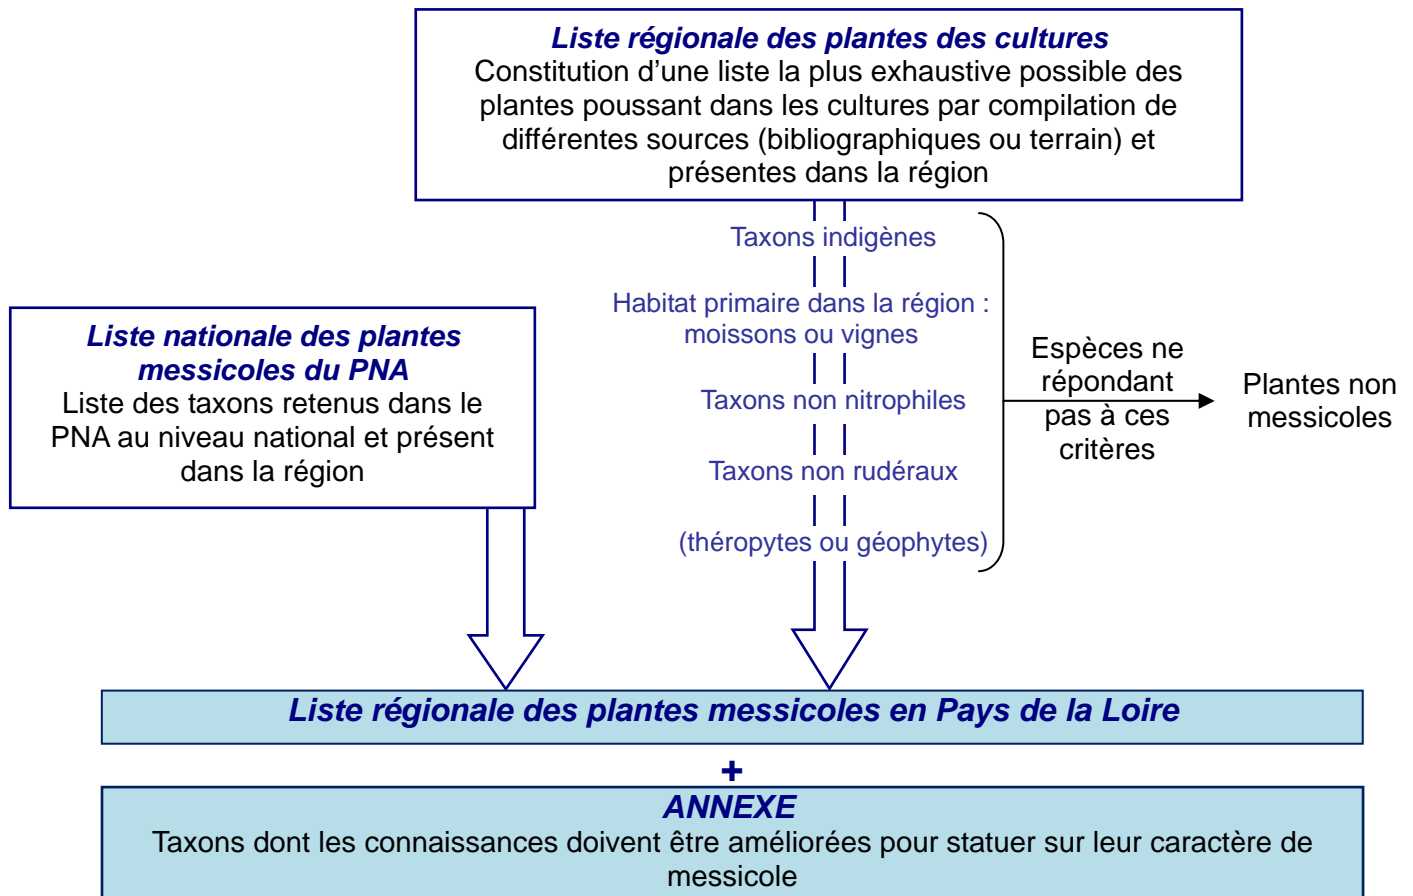 Liste régionale des plantes des cultures
Constitution d’une liste la plus exhaustive possible des
plantes poussant dans les cultures par compilation de
différentes sources (bibliographiques ou terrain) et
présentes dans la région
Taxons indigènes
Habitat primaire dans la région :
moissons ou vignes
Taxons non nitrophiles
Taxons non rudéraux
(théropytes ou géophytes)
Espèces ne
répondant
pas à ces
critères
Plantes non
messicoles
Liste nationale des plantes
messicoles du PNA
Liste des taxons retenus dans le
PNA au niveau national et présent
dans la région
Liste régionale des plantes messicoles en Pays de la Loire
+
ANNEXE
Taxons dont les connaissances doivent être améliorées pour statuer sur leur caractère de
messicole